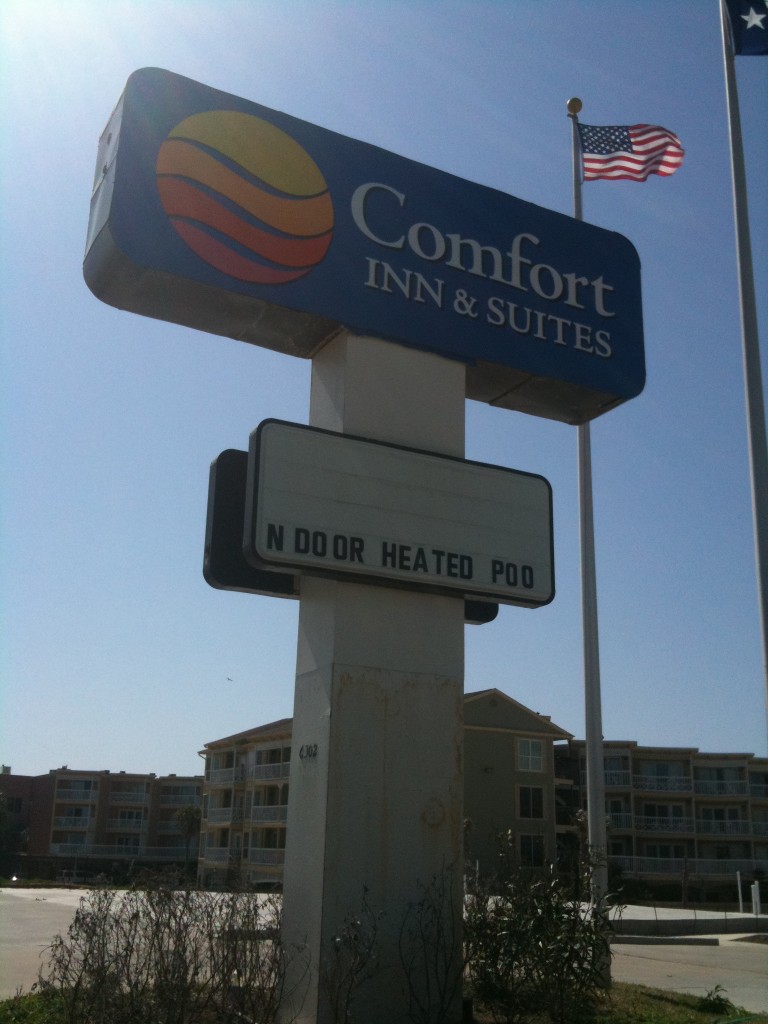 Comfort
INN & SUITES
N DOOR HEATED POO